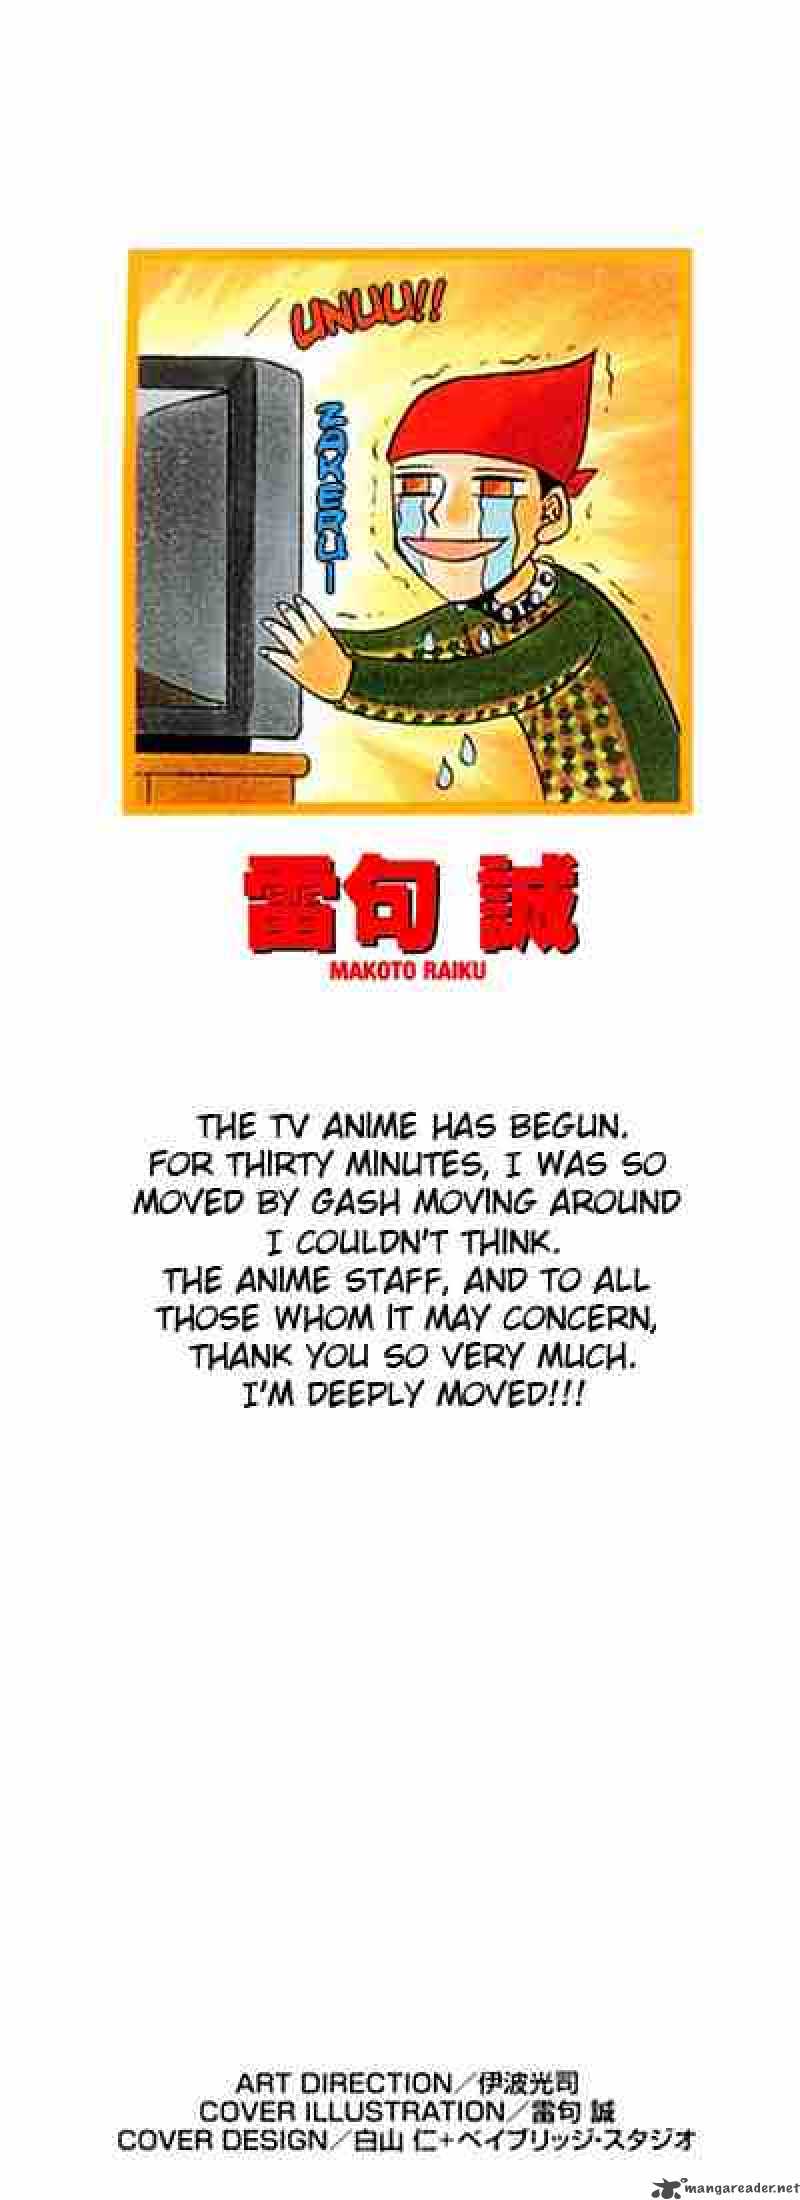 UNUU!!
ZAKERU
雷句 誠
MAKOTO RAIKU
THE TV ANIME HAS BEGUN.
FOR THIRTY MINUTES, I WAS SO
MOVED BY GASH MOVING AROUND
I COULDN'T THINK.
THE ANIME STAFF, AND TO ALL
THOSE WHOM IT MAY CONCERN,
THANK YOU SO VERY MUCH.
I'M DEEPLY MOVED!!!
ART DIRECTION/伊波光司
COVER ILLUSTRATION/雷句 誠
COVER DESIGN/白山 仁+ベイブリッジ・スタジオ
mangareader.net